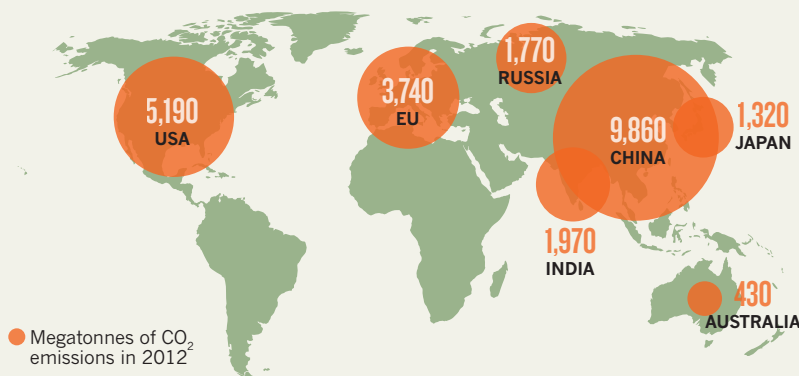 1,770
RUSSIA
5,190
USA
3,740
EU
9,860
CHINA
1,320
JAPAN
1,970
INDIA
430
AUSTRALIA
Megatonnes of CO₂
emissions in 2012